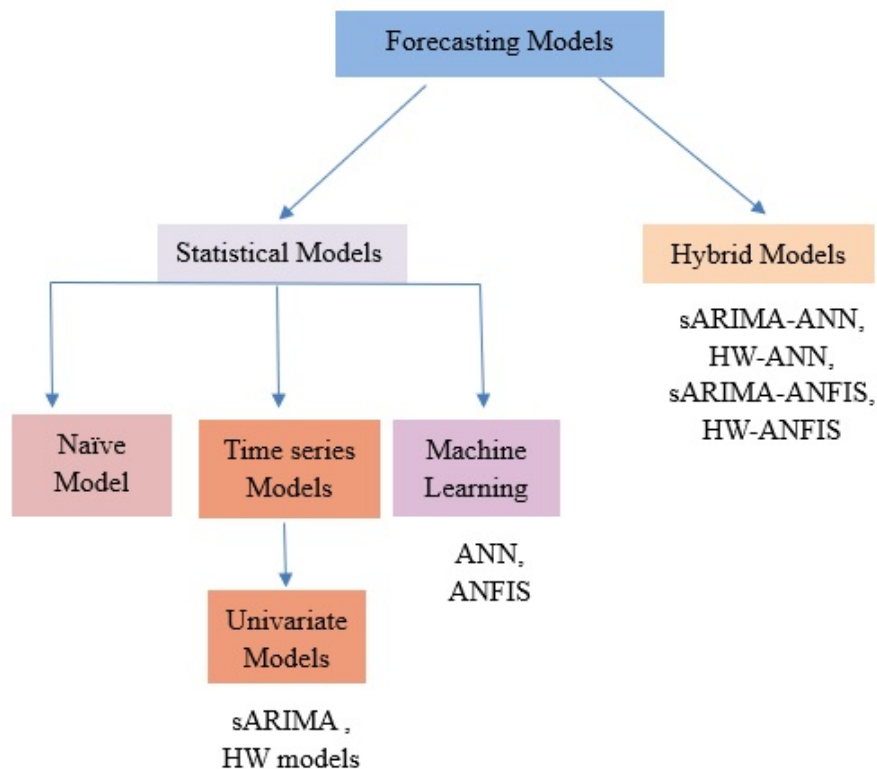 Forecasting Models
Statistical Models
Hybrid Models
sARIMA-ANN,
HW-ANN,
sARIMA-ANFIS,
HW-ANFIS
Naïve
Model
Time series
Models
Machine
Learning
ANN,
ANFIS
Univariate
Models
sARIMA ,
HW models